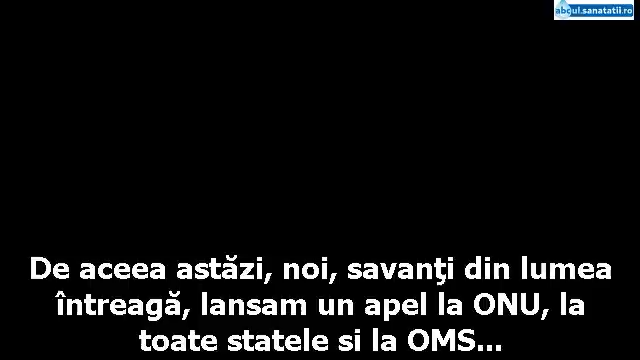 abcul.sanatatii.ro
De aceea astăzi, noi, savanţi din lumea
întreagă, lansam un apel la ONU, la
toate statele si la OMS...